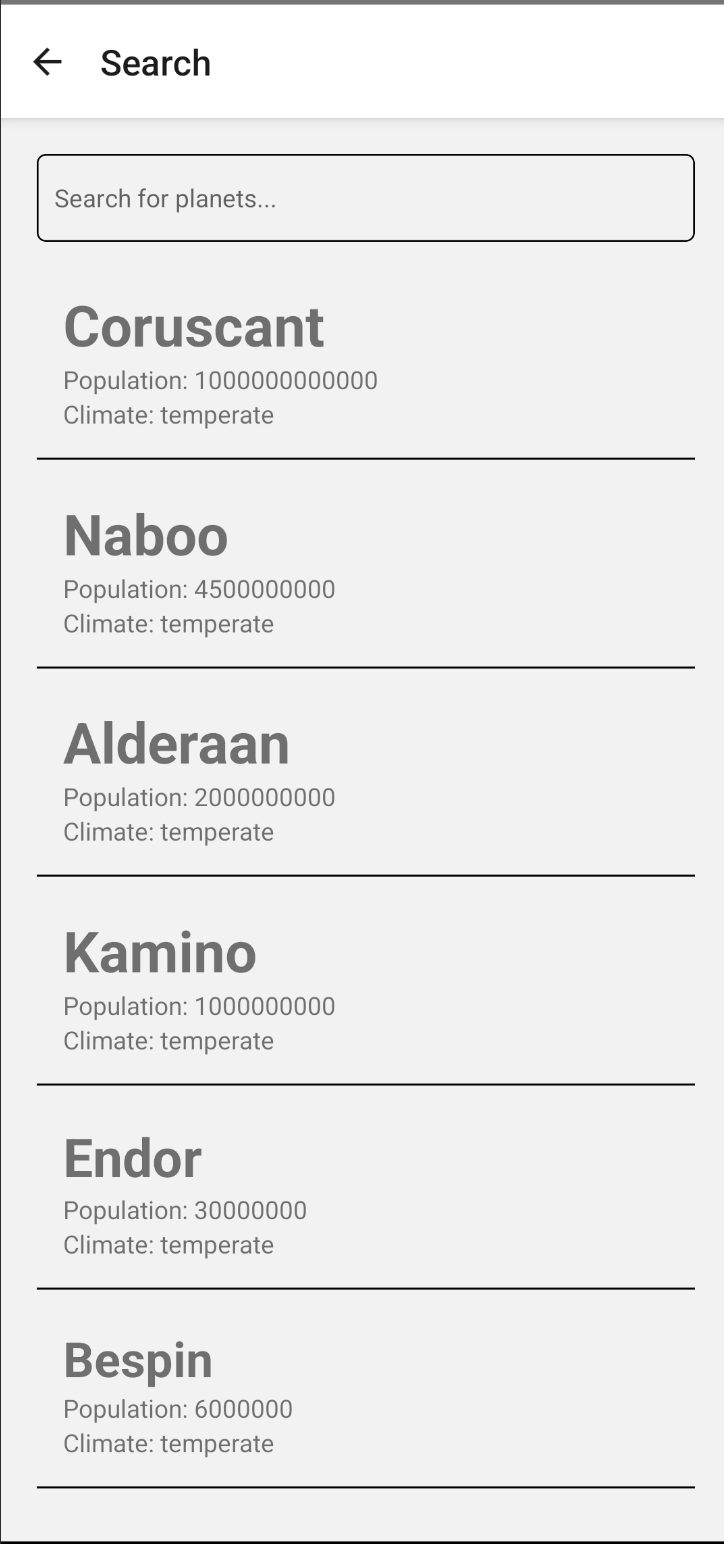 Search
Search for planets...
Coruscant
Population: 1000000000000
Climate: temperate
Naboo
Population: 4500000000
Climate: temperate
Alderaan
Population: 2000000000
Climate: temperate
Kamino
Population: 1000000000
Climate: temperate
Endor
Population: 30000000
Climate: temperate
Bespin
Population: 6000000
Climate: temperate